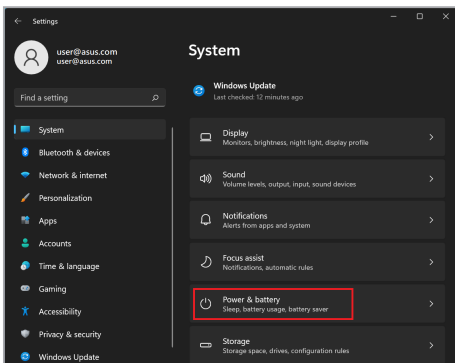 Settings
user@asus.com
user@asus.com
Find a setting
System
Bluetooth & devices
Network & internet
Personalization
Apps
Accounts
Time & language
Gaming
Accessibility
Privacy & security
Windows Update
System
Windows Update
Last checked: 12 minutes ago
Display
Monitors, brightness, night light, display profile
Sound
Volume levels, output, input, sound devices
Notifications
Alerts from apps and system
Focus assist
Notifications, automatic rules
Power & battery
Sleep, battery usage, battery saver
Storage
Storage space, drives, configuration rules